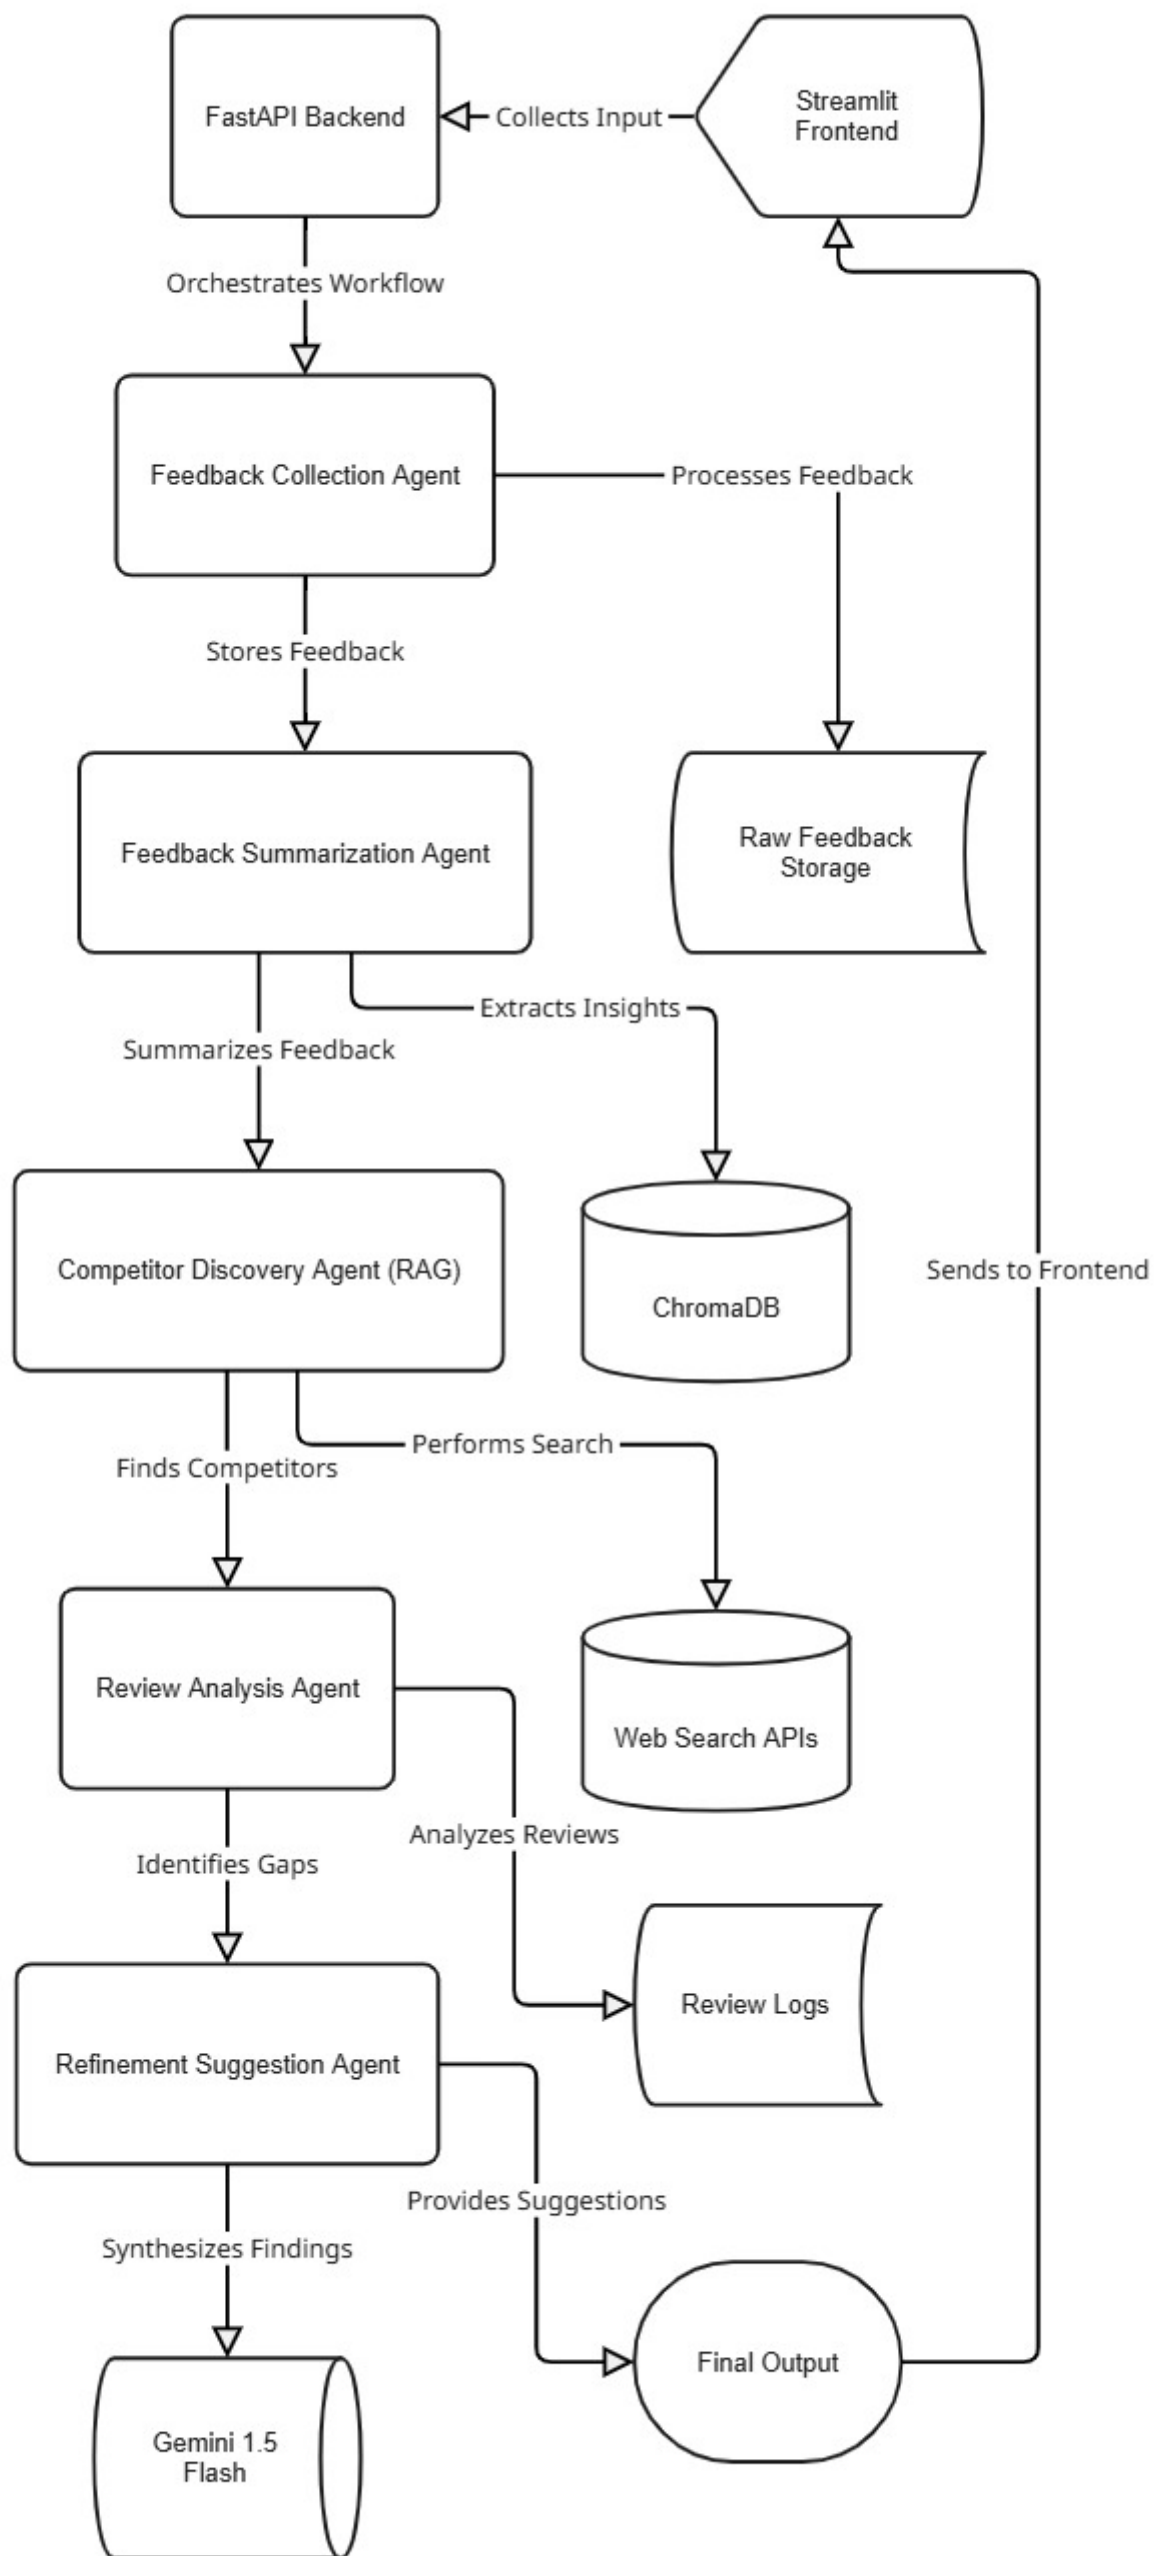 FastAPI Backend
Collects Input
Streamlit
Frontend
Orchestrates Workflow
Feedback Collection Agent
Processes Feedback
Stores Feedback
Feedback Summarization Agent
Raw Feedback
Storage
Extracts Insights
Summarizes Feedback
Competitor Discovery Agent (RAG)
ChromaDB
Sends to Frontend
Performs Search
Finds Competitors
Review Analysis Agent
Web Search APIs
Analyzes Reviews
Identifies Gaps
Review Logs
Refinement Suggestion Agent
Provides Suggestions
Synthesizes Findings
Final Output
Gemini 1.5
Flash